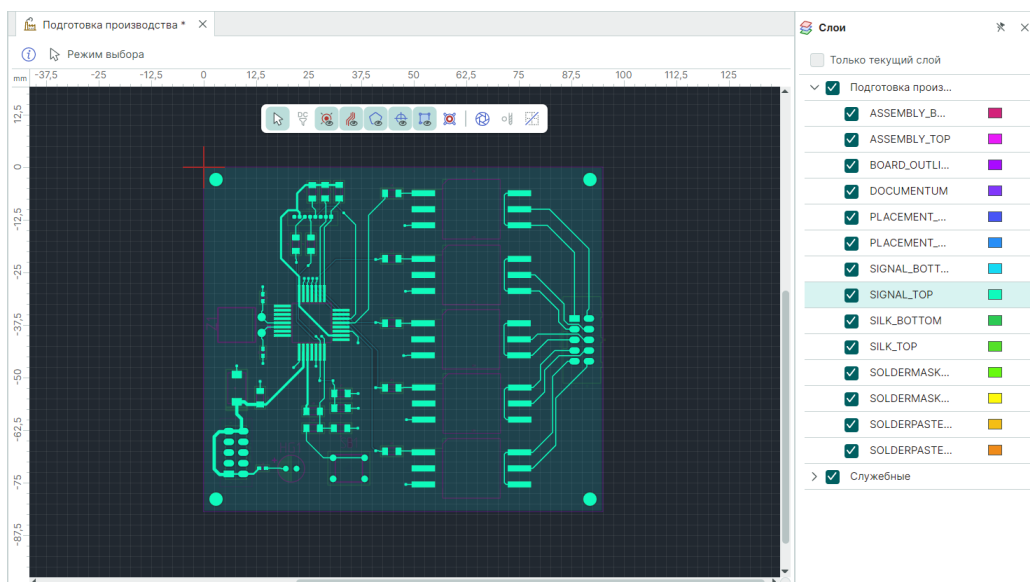 Подготовка производства *
Слои
Режим выбора
Только текущий слой
mm -37,5 -25 -12,5 0 12,5 25 37,5 50 62,5 75 87,5 100 112,5 125
Подготовка произ...
12,5
ASSEMBLY_B...
ASSEMBLY_TOP
0
BOARD_OUTLI...
DOCUMENTUM
-12,5
PLACEMENT_...
PLACEMENT_...
-25
SIGNAL_BOTT...
SIGNAL_TOP
-37,5
SILK_BOTTOM
SILK_TOP
-50
SOLDERMASK...
SOLDERMASK...
-62,5
SOLDERPASTE...
SOLDERPASTE...
-75
Служебные
-87,5